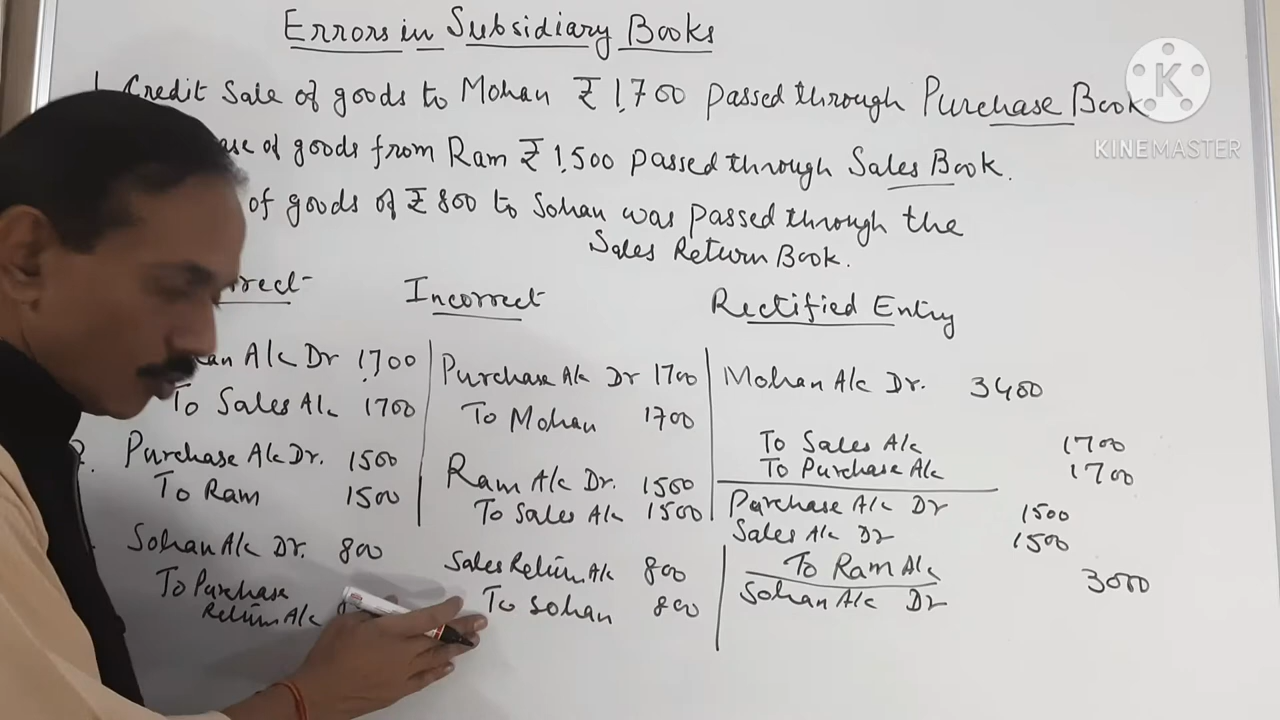 Errors in Subsidiary Books
1 Credit Sale of goods to Mohan ₹ 1,700 passed through Purchase Book
of goods from Ram ₹ 1,500 passed through Sales Book.
of goods of ₹ 800 to Sohan was passed through the
Sales Return Book.
Incorrect
Rectified Entry
A/c Dr 1,700
To Sales A/c 1700
2. Purchase A/c Dr. 1500
To Ram 1500
Sohan A/c Dr. 800
To Purchase
Return A/c
Purchase A/c Dr 1700
To Mohan 1700
Ram A/c Dr. 1500
To Sales A/c 1500
Sales Return A/c 800
To Sohan 800
Mohan A/c Dr. 3400
To Sales A/c 1700
To Purchase A/c 1700
Purchase A/c Dr 1500
Sales A/c Dr 1500
To Ram A/c 3000
Sohan A/c Dr
K
KINEMASTER